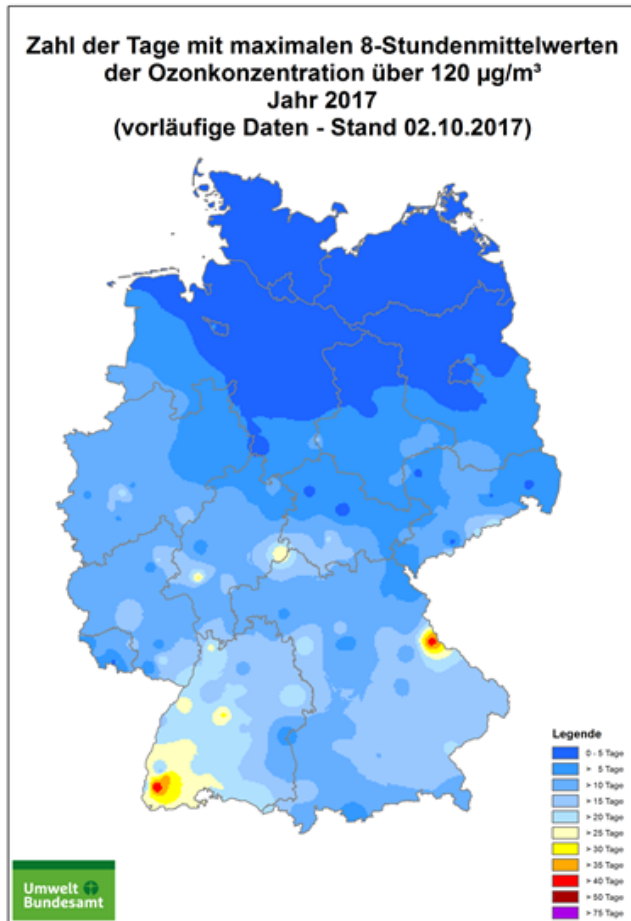 Zahl der Tage mit maximalen 8-Stundenmittelwerten
der Ozonkonzentration über 120 µg/m³
Jahr 2017
(vorläufige Daten - Stand 02.10.2017)
Legende
0 - 5 Tage
> 5 Tage
> 10 Tage
> 15 Tage
> 20 Tage
> 25 Tage
> 30 Tage
> 35 Tage
> 40 Tage
> 50 Tage
> 75 Tage
Umwelt
Bundesamt